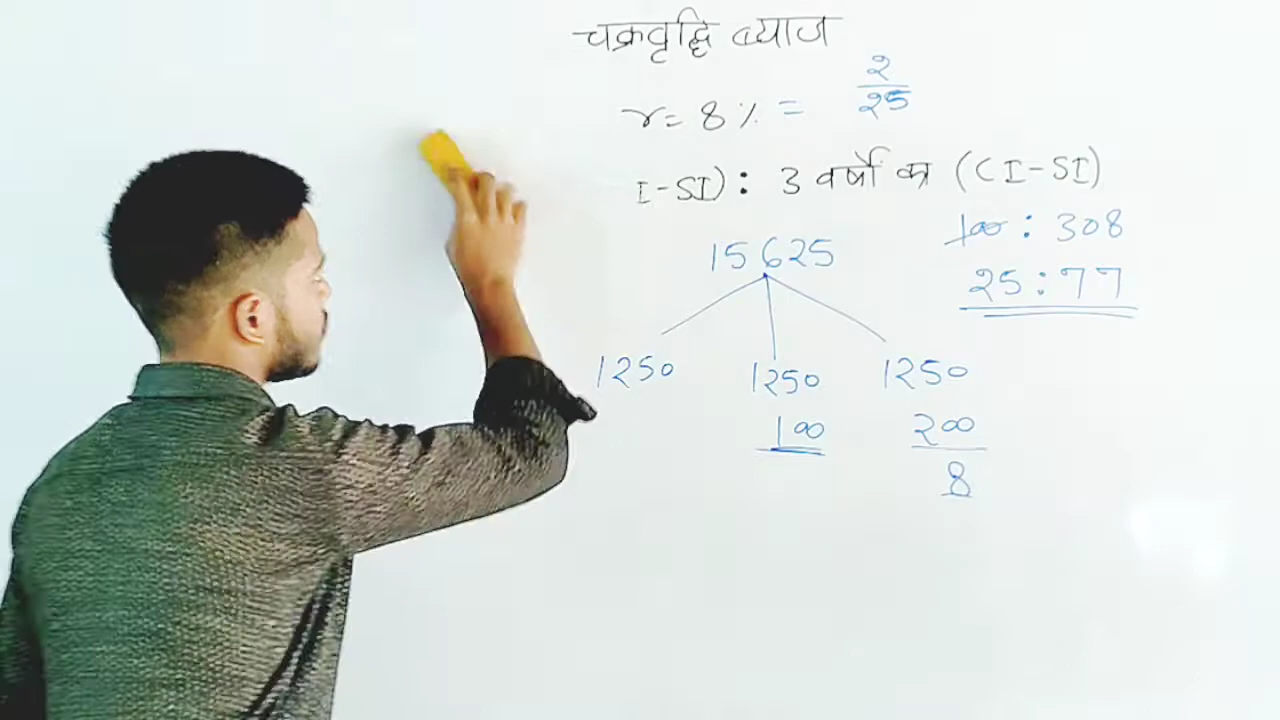 चक्रवृद्धि ब्याज
r = 8 % = 2/25
I-SI) : 3 वर्षों का (CI-SI)
100 : 308
15625
25 : 77
1250 1250 1250
100 200
8